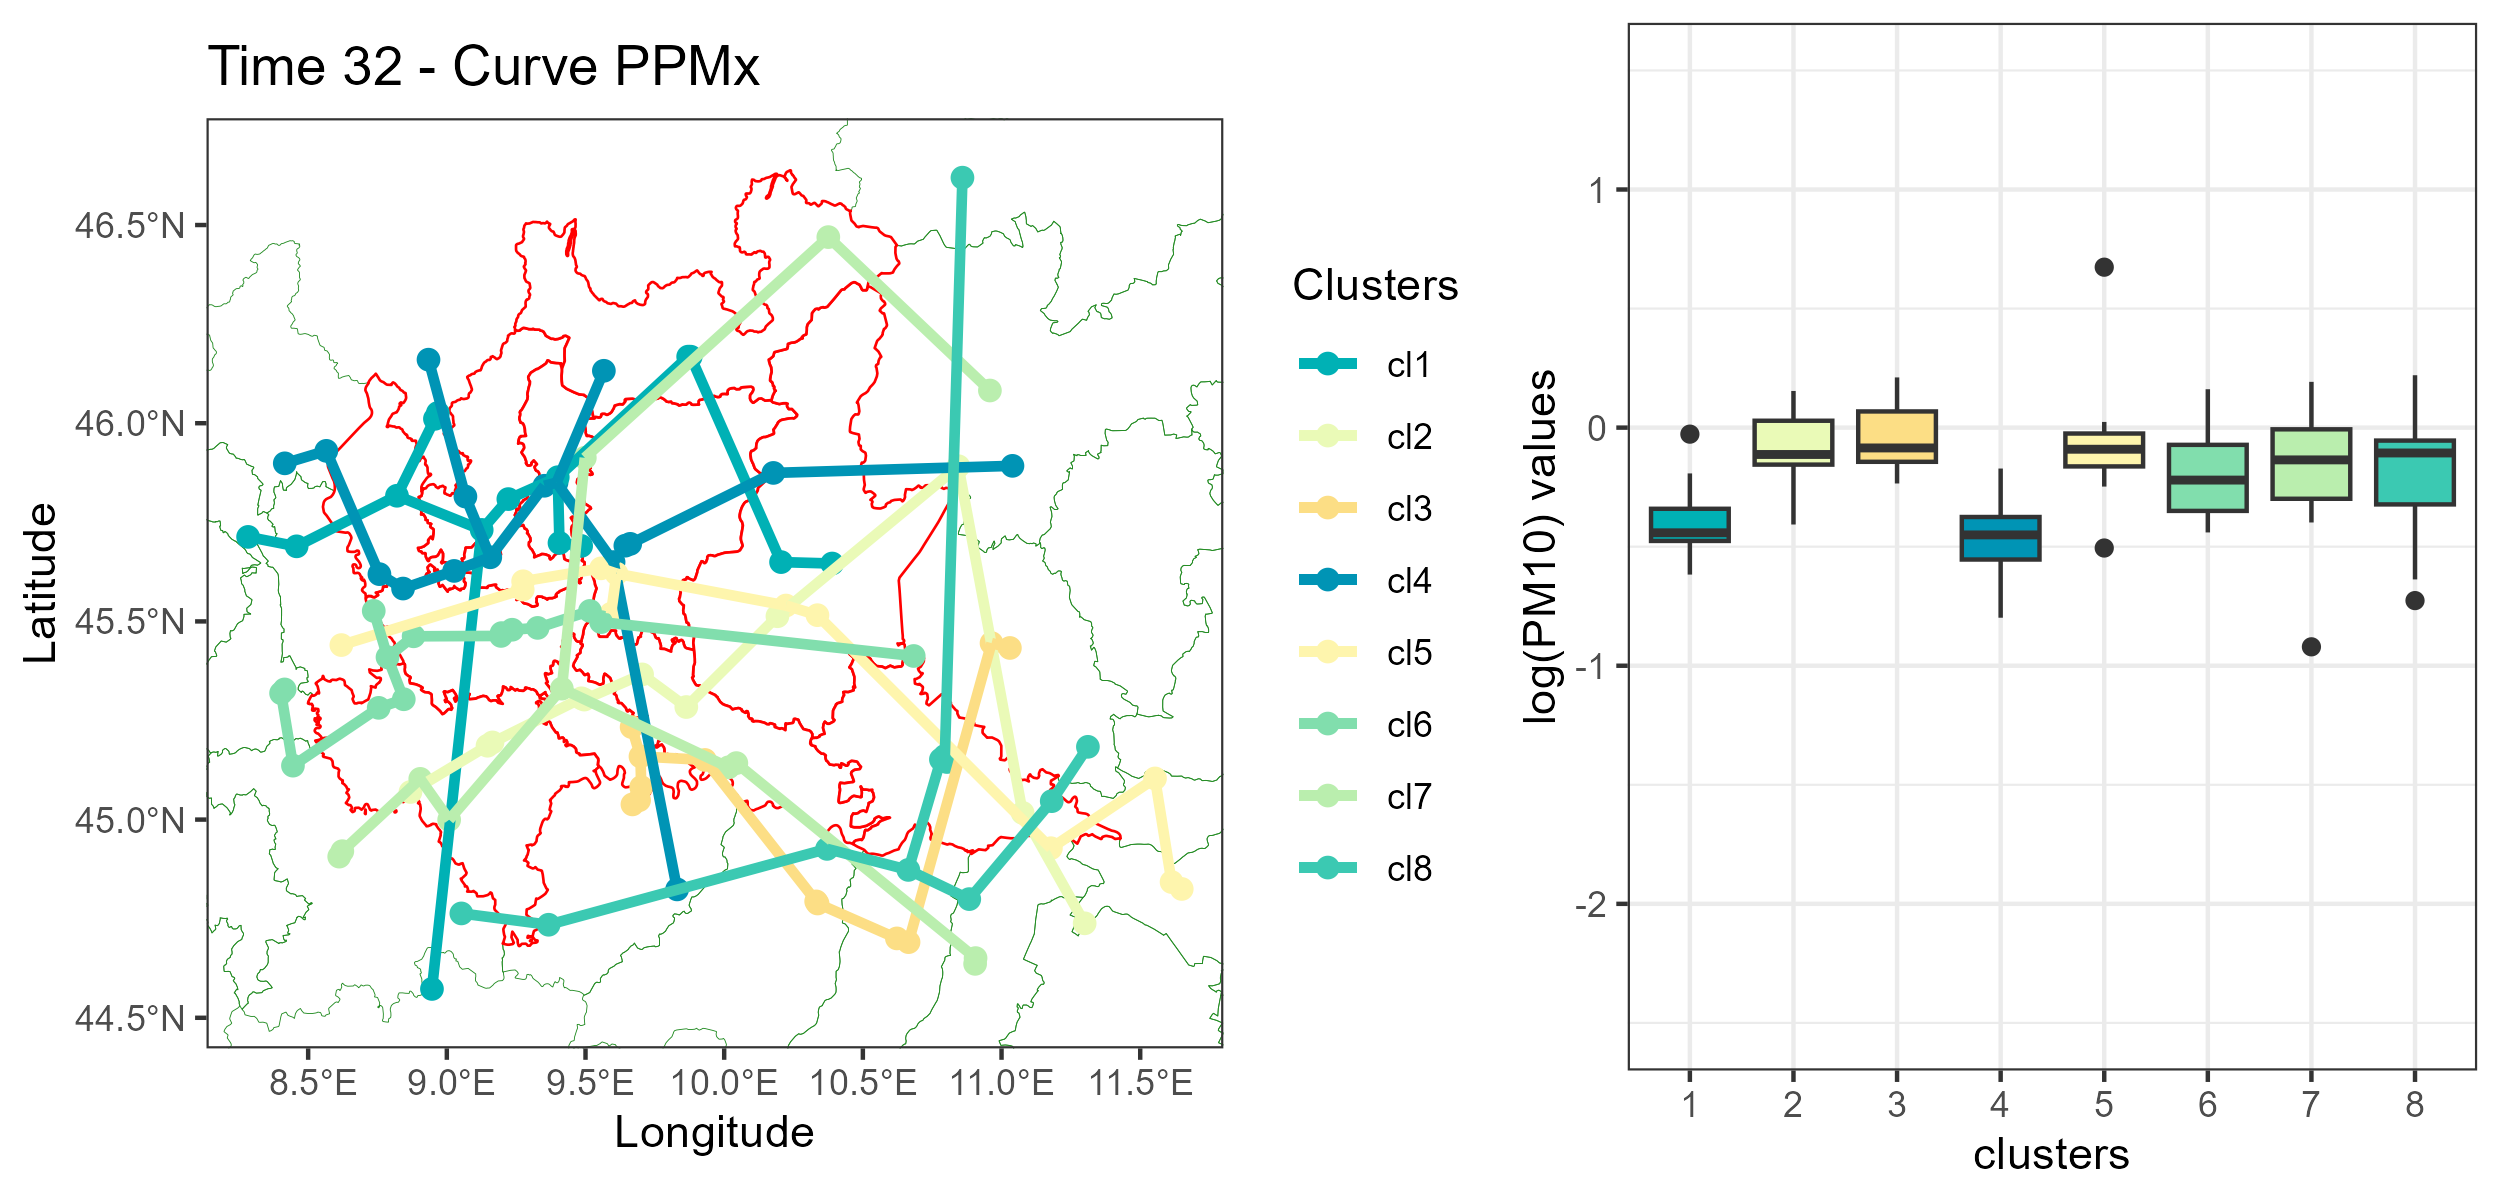 Time 32 - Curve PPMx
Latitude
46.5°N
46.0°N
45.5°N
45.0°N
44.5°N
8.5°E 9.0°E 9.5°E 10.0°E 10.5°E 11.0°E 11.5°E
Longitude
Clusters
cl1
cl2
cl3
cl4
cl5
cl6
cl7
cl8
log(PM10) values
1
0
-1
-2
1 2 3 4 5 6 7 8
clusters